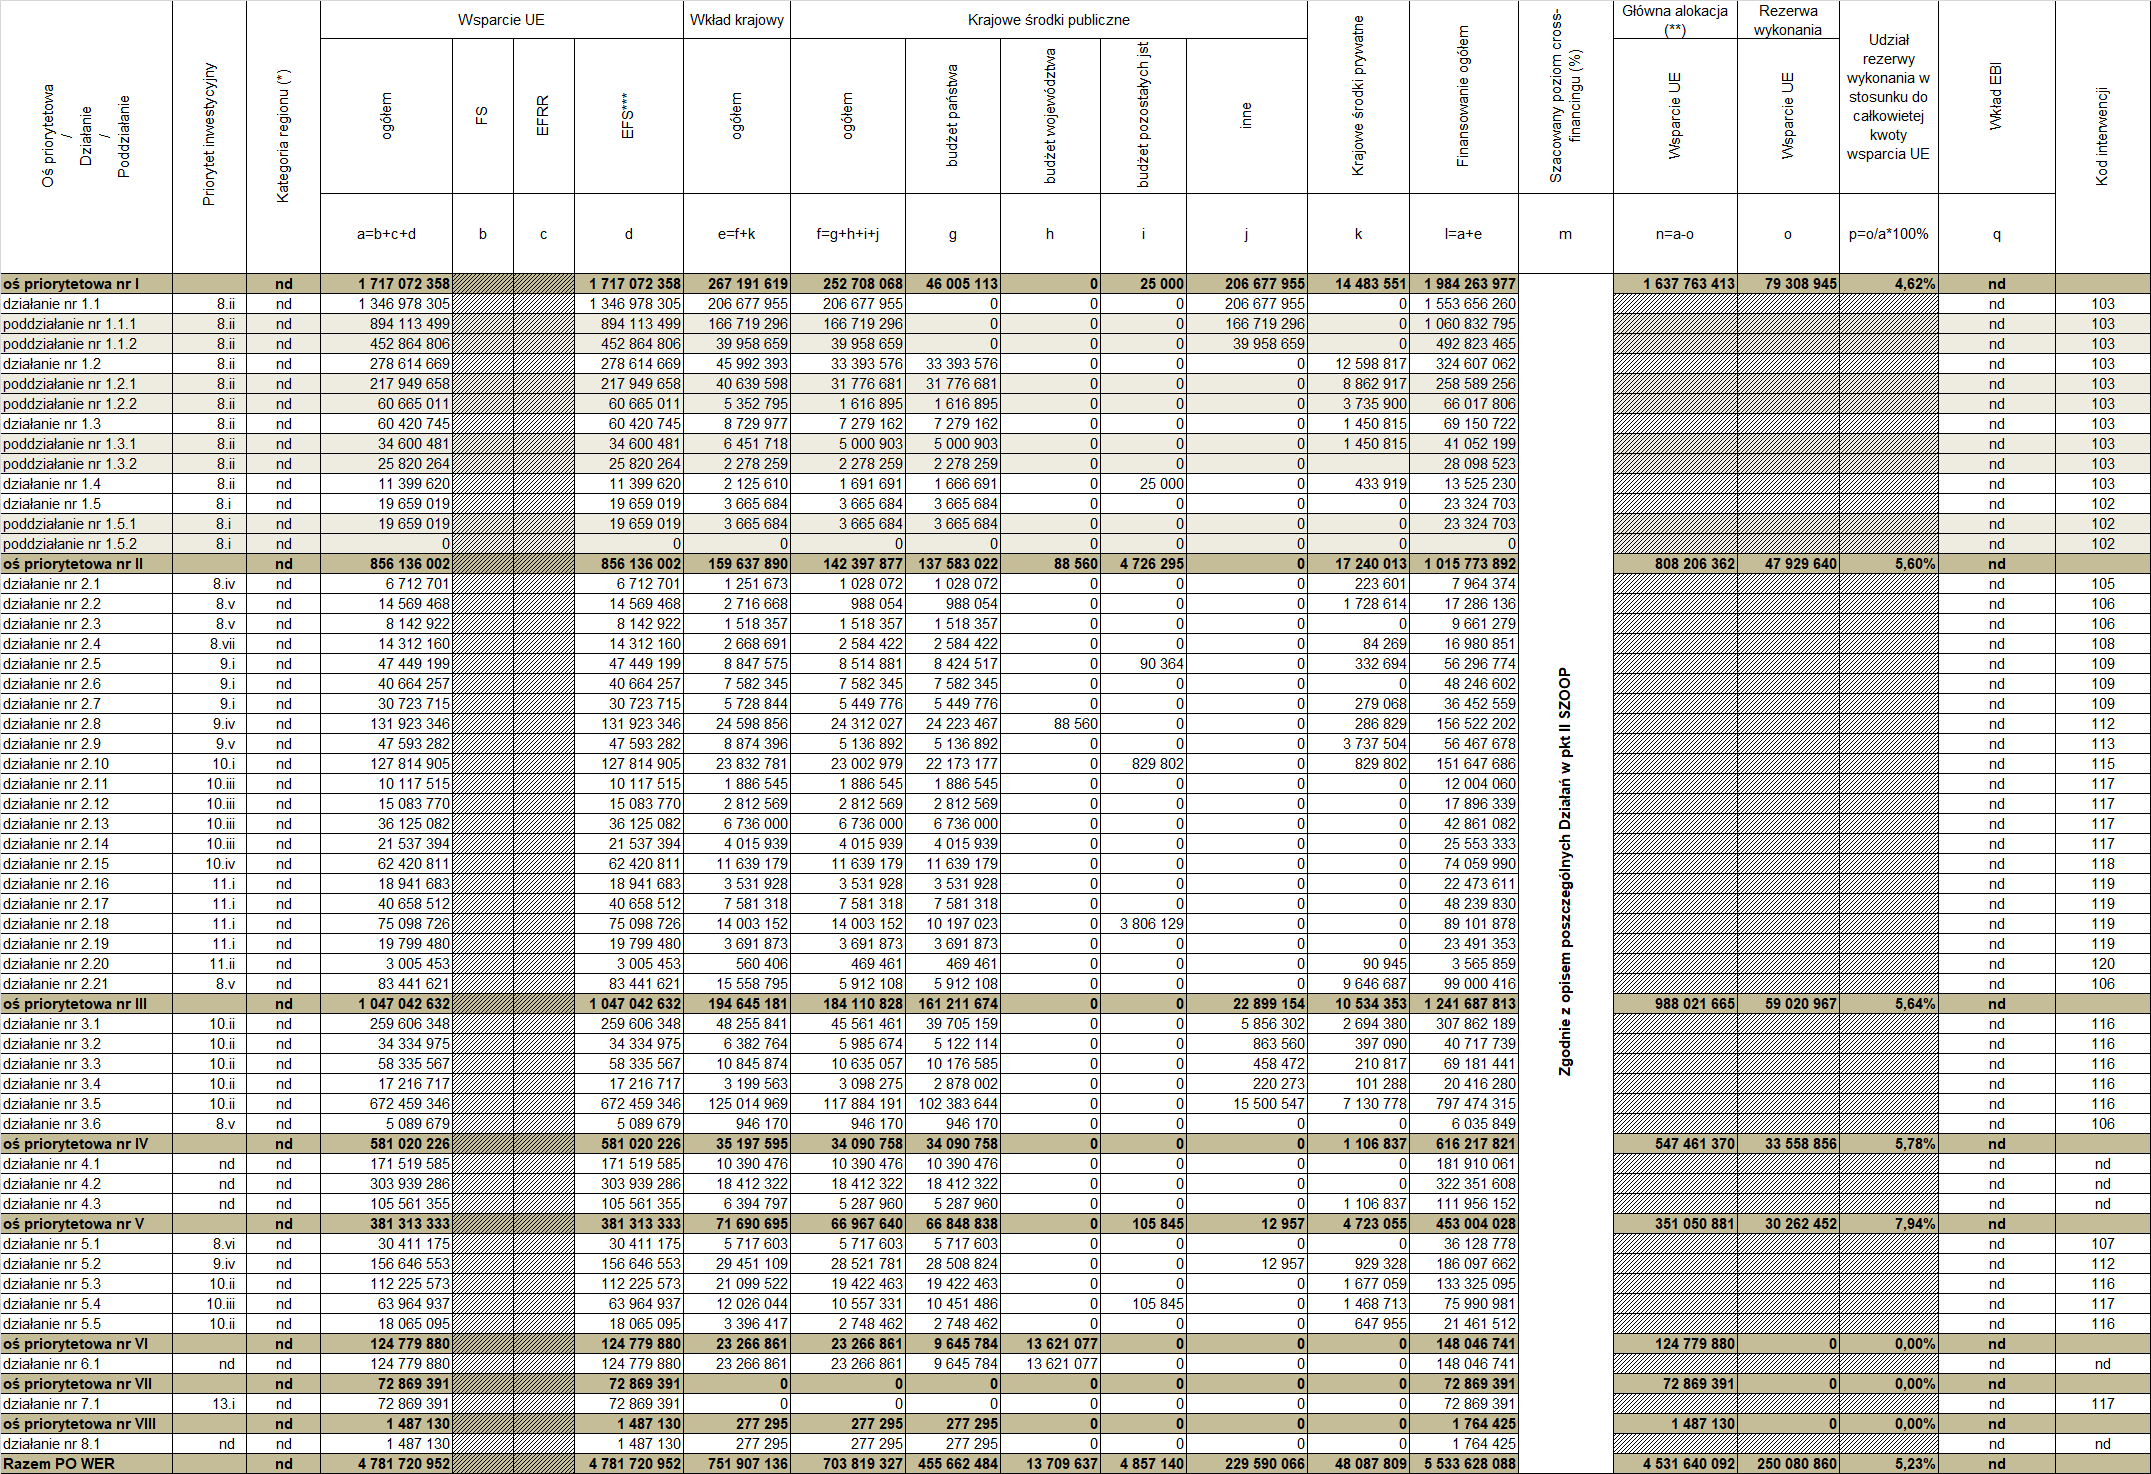 Oś priorytetowa / Działanie / Poddziałanie
Priorytet inwestycyjny
Kategoria regionu (*)
Wsparcie UE
Wkład krajowy
Krajowe środki publiczne
Krajowe środki prywatne
Finansowanie ogółem
Szacowany poziom cross-financingu (%)
Główna alokacja (**)
Rezerwa wykonania
Udział rezerwy wykonania w stosunku do całkowietej kwoty wsparcia UE
Wkład EBI
Kod interwencji
ogółem FS EFRR EFS*** ogółem ogółem budżet państwa budżet województwa budżet pozostałych jst inne Wsparcie UE Wsparcie UE
a=b+c+d b c d e=f+k f=g+h+i+j g h i j k l=a+e m n=a-o o p=o/a*100% q
oś priorytetowa nr I nd 1 717 072 358 1 717 072 358 267 191 619 252 708 068 46 005 113 0 25 000 206 677 955 14 483 551 1 984 263 977 1 637 763 413 79 308 945 4,62% nd
działanie nr 1.1 8.ii nd 1 346 978 305 1 346 978 305 206 677 955 206 677 955 0 0 0 206 677 955 0 1 553 656 260 nd 103
poddziałanie nr 1.1.1 8.ii nd 894 113 499 894 113 499 166 719 296 166 719 296 0 0 0 166 719 296 0 1 060 832 795 nd 103
poddziałanie nr 1.1.2 8.ii nd 452 864 806 452 864 806 39 958 659 39 958 659 0 0 0 39 958 659 0 492 823 465 nd 103
działanie nr 1.2 8.ii nd 278 614 669 278 614 669 45 992 393 33 393 576 33 393 576 0 0 0 12 598 817 324 607 062 nd 103
poddziałanie nr 1.2.1 8.ii nd 217 949 658 217 949 658 40 639 598 31 776 681 31 776 681 0 0 0 8 862 917 258 589 256 nd 103
poddziałanie nr 1.2.2 8.ii nd 60 665 011 60 665 011 5 352 795 1 616 895 1 616 895 0 0 0 3 735 900 66 017 806 nd 103
działanie nr 1.3 8.ii nd 60 420 745 60 420 745 8 729 977 7 279 162 7 279 162 0 0 0 1 450 815 69 150 722 nd 103
poddziałanie nr 1.3.1 8.ii nd 34 600 481 34 600 481 6 451 718 5 000 903 5 000 903 0 0 0 1 450 815 41 052 199 nd 103
poddziałanie nr 1.3.2 8.ii nd 25 820 264 25 820 264 2 278 259 2 278 259 2 278 259 0 0 0 28 098 523 nd 103
działanie nr 1.4 8.ii nd 11 399 620 11 399 620 2 125 610 1 691 691 1 666 691 0 25 000 0 433 919 13 525 230 nd 103
działanie nr 1.5 8.i nd 19 659 019 19 659 019 3 665 684 3 665 684 3 665 684 0 0 0 0 23 324 703 nd 102
poddziałanie nr 1.5.1 8.i nd 19 659 019 19 659 019 3 665 684 3 665 684 3 665 684 0 0 0 0 23 324 703 nd 102
poddziałanie nr 1.5.2 8.i nd 0 0 0 0 0 0 0 0 0 0 nd 102
oś priorytetowa nr II nd 856 136 002 856 136 002 159 637 890 142 397 877 137 583 022 88 560 4 726 295 0 17 240 013 1 015 773 892 808 206 362 47 929 640 5,60% nd
działanie nr 2.1 8.iv nd 6 712 701 6 712 701 1 251 673 1 028 072 1 028 072 0 0 0 223 601 7 964 374 nd 105
działanie nr 2.2 8.v nd 14 569 468 14 569 468 2 716 668 988 054 988 054 0 0 0 1 728 614 17 286 136 nd 106
działanie nr 2.3 8.v nd 8 142 922 8 142 922 1 518 357 1 518 357 1 518 357 0 0 0 0 9 661 279 nd 106
działanie nr 2.4 8.vii nd 14 312 160 14 312 160 2 668 691 2 584 422 2 584 422 0 0 0 84 269 16 980 851 nd 108
działanie nr 2.5 9.i nd 47 449 199 47 449 199 8 847 575 8 514 881 8 424 517 0 90 364 0 332 694 56 296 774 nd 109
działanie nr 2.6 9.i nd 40 664 257 40 664 257 7 582 345 7 582 345 7 582 345 0 0 0 0 48 246 602 nd 109
działanie nr 2.7 9.i nd 30 723 715 30 723 715 5 728 844 5 449 776 5 449 776 0 0 0 279 068 36 452 559 nd 109
działanie nr 2.8 9.iv nd 131 923 346 131 923 346 24 598 856 24 312 027 24 223 467 88 560 0 0 286 829 156 522 202 nd 112
działanie nr 2.9 9.v nd 47 593 282 47 593 282 8 874 396 5 136 892 5 136 892 0 0 0 3 737 504 56 467 678 nd 113
działanie nr 2.10 10.i nd 127 814 905 127 814 905 23 832 781 23 002 979 22 173 177 0 829 802 0 829 802 151 647 686 nd 115
działanie nr 2.11 10.iii nd 10 117 515 10 117 515 1 886 545 1 886 545 1 886 545 0 0 0 0 12 004 060 nd 117
działanie nr 2.12 10.iii nd 15 083 770 15 083 770 2 812 569 2 812 569 2 812 569 0 0 0 0 17 896 339 nd 117
działanie nr 2.13 10.iii nd 36 125 082 36 125 082 6 736 000 6 736 000 6 736 000 0 0 0 0 42 861 082 nd 117
działanie nr 2.14 10.iii nd 21 537 394 21 537 394 4 015 939 4 015 939 4 015 939 0 0 0 0 25 553 333 nd 117
działanie nr 2.15 10.iv nd 62 420 811 62 420 811 11 639 179 11 639 179 11 639 179 0 0 0 0 74 059 990 nd 118
działanie nr 2.16 11.i nd 18 941 683 18 941 683 3 531 928 3 531 928 3 531 928 0 0 0 0 22 473 611 nd 119
działanie nr 2.17 11.i nd 40 658 512 40 658 512 7 581 318 7 581 318 7 581 318 0 0 0 0 48 239 830 nd 119
działanie nr 2.18 11.i nd 75 098 726 75 098 726 14 003 152 14 003 152 10 197 023 0 3 806 129 0 0 89 101 878 nd 119
działanie nr 2.19 11.i nd 19 799 480 19 799 480 3 691 873 3 691 873 3 691 873 0 0 0 0 23 491 353 nd 119
działanie nr 2.20 11.ii nd 3 005 453 3 005 453 560 406 469 461 469 461 0 0 0 90 945 3 565 859 nd 120
działanie nr 2.21 8.v nd 83 441 621 83 441 621 15 558 795 5 912 108 5 912 108 0 0 0 9 646 687 99 000 416 nd 106
oś priorytetowa nr III nd 1 047 042 632 1 047 042 632 194 645 181 184 110 828 161 211 674 0 0 22 899 154 10 534 353 1 241 687 813 988 021 665 59 020 967 5,64% nd
działanie nr 3.1 10.ii nd 259 606 348 259 606 348 48 255 841 45 561 461 39 705 159 0 0 5 856 302 2 694 380 307 862 189 nd 116
działanie nr 3.2 10.ii nd 34 334 975 34 334 975 6 382 764 5 985 674 5 122 114 0 0 863 560 397 090 40 717 739 nd 116
działanie nr 3.3 10.ii nd 58 335 567 58 335 567 10 845 874 10 635 057 10 176 585 0 0 458 472 210 817 69 181 441 nd 116
działanie nr 3.4 10.ii nd 17 216 717 17 216 717 3 199 563 3 098 275 2 878 002 0 0 220 273 101 288 20 416 280 nd 116
działanie nr 3.5 10.ii nd 672 459 346 672 459 346 125 014 969 117 884 191 102 383 644 0 0 15 500 547 7 130 778 797 474 315 nd 116
działanie nr 3.6 8.v nd 5 089 679 5 089 679 946 170 946 170 946 170 0 0 0 0 6 035 849 nd 106
oś priorytetowa nr IV nd 581 020 226 581 020 226 35 197 595 34 090 758 34 090 758 0 0 0 1 106 837 616 217 821 547 461 370 33 558 856 5,78% nd
działanie nr 4.1 nd nd 171 519 585 171 519 585 10 390 476 10 390 476 10 390 476 0 0 0 0 181 910 061 nd nd
działanie nr 4.2 nd nd 303 939 286 303 939 286 18 412 322 18 412 322 18 412 322 0 0 0 0 322 351 608 nd nd
działanie nr 4.3 nd nd 105 561 355 105 561 355 6 394 797 5 287 960 5 287 960 0 0 0 1 106 837 111 956 152 nd nd
oś priorytetowa nr V nd 381 313 333 381 313 333 71 690 695 66 967 640 66 848 838 0 105 845 12 957 4 723 055 453 004 028 351 050 881 30 262 452 7,94% nd
działanie nr 5.1 8.vi nd 30 411 175 30 411 175 5 717 603 5 717 603 5 717 603 0 0 0 0 36 128 778 nd 107
działanie nr 5.2 9.iv nd 156 646 553 156 646 553 29 451 109 28 521 781 28 508 824 0 0 12 957 929 328 186 097 662 nd 112
działanie nr 5.3 10.ii nd 112 225 573 112 225 573 21 099 522 19 422 463 19 422 463 0 0 0 1 677 059 133 325 095 nd 116
działanie nr 5.4 10.iii nd 63 964 937 63 964 937 12 026 044 10 557 331 10 451 486 0 105 845 0 1 468 713 75 990 981 nd 117
działanie nr 5.5 10.ii nd 18 065 095 18 065 095 3 396 417 2 748 462 2 748 462 0 0 0 647 955 21 461 512 nd 116
oś priorytetowa nr VI nd 124 779 880 124 779 880 23 266 861 23 266 861 9 645 784 13 621 077 0 0 0 148 046 741 124 779 880 0 0,00% nd
działanie nr 6.1 nd nd 124 779 880 124 779 880 23 266 861 23 266 861 9 645 784 13 621 077 0 0 0 148 046 741 nd nd
oś priorytetowa nr VII nd 72 869 391 72 869 391 0 0 0 0 0 0 0 72 869 391 72 869 391 0 0,00% nd
działanie nr 7.1 13.i nd 72 869 391 72 869 391 0 0 0 0 0 0 0 72 869 391 nd 117
oś priorytetowa nr VIII nd 1 487 130 1 487 130 277 295 277 295 277 295 0 0 0 0 1 764 425 1 487 130 0 0,00% nd
działanie nr 8.1 nd nd 1 487 130 1 487 130 277 295 277 295 277 295 0 0 0 0 1 764 425 nd nd
Razem PO WER nd 4 781 720 952 4 781 720 952 751 907 136 703 819 327 455 662 484 13 709 637 4 857 140 229 590 066 48 087 809 5 533 628 088 4 531 640 092 250 080 860 5,23% nd
Zgodnie z opisem poszczególnych Działań w pkt II SZOOP